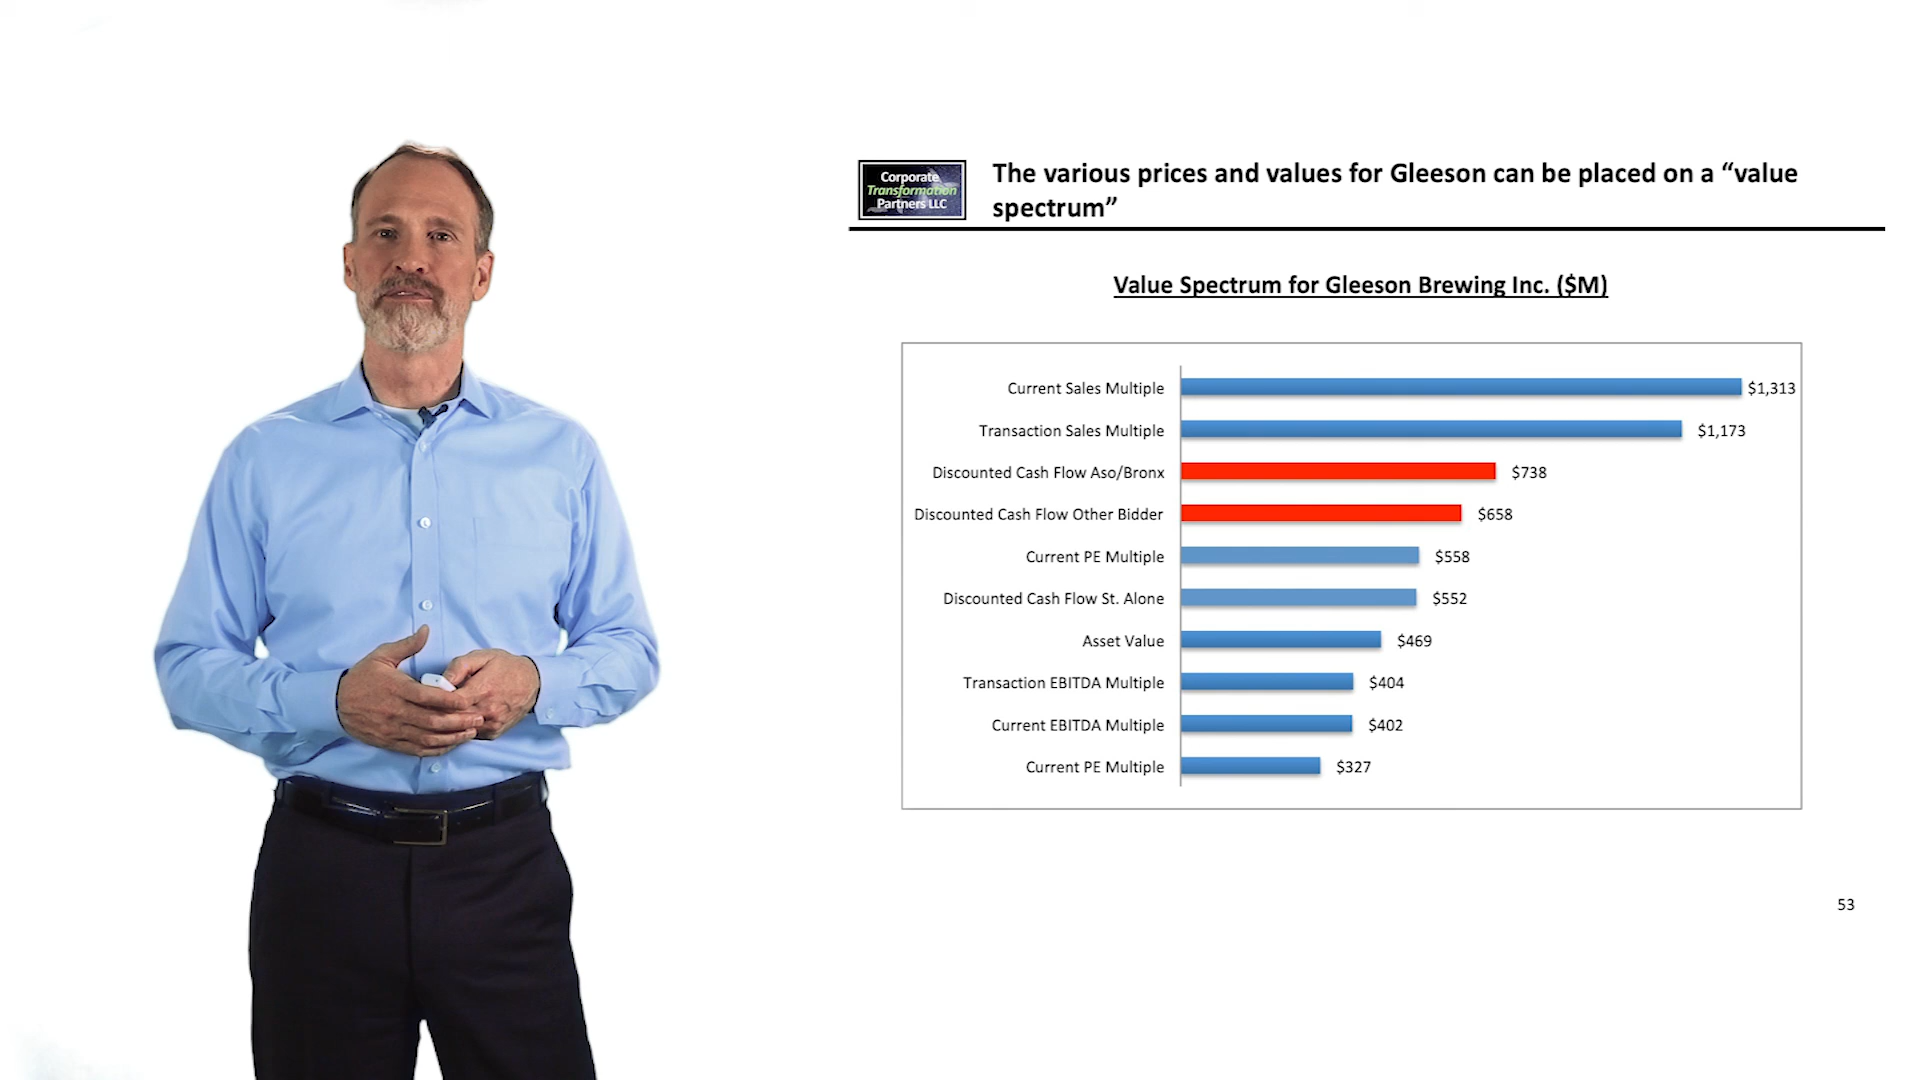 Corporate
Transformation
Partners LLC
The various prices and values for Gleeson can be placed on a “value
spectrum”
Value Spectrum for Gleeson Brewing Inc. ($M)
Current Sales Multiple $1,313
Transaction Sales Multiple $1,173
Discounted Cash Flow Aso/Bronx $738
Discounted Cash Flow Other Bidder $658
Current PE Multiple $558
Discounted Cash Flow St. Alone $552
Asset Value $469
Transaction EBITDA Multiple $404
Current EBITDA Multiple $402
Current PE Multiple $327
53